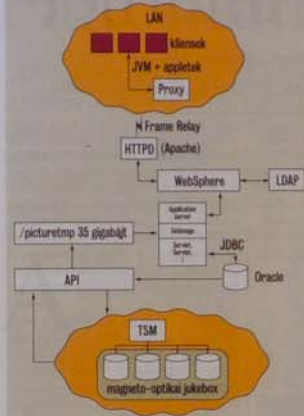 LAN
kliensek
JVM + appletek
Proxy
Frame Relay
HTTPD (Apache)
WebSphere
LDAP
Application
Server
/picturetmp 35 gigabájt
JDBC
API
Oracle
TSM
magneto-optikai jukebox